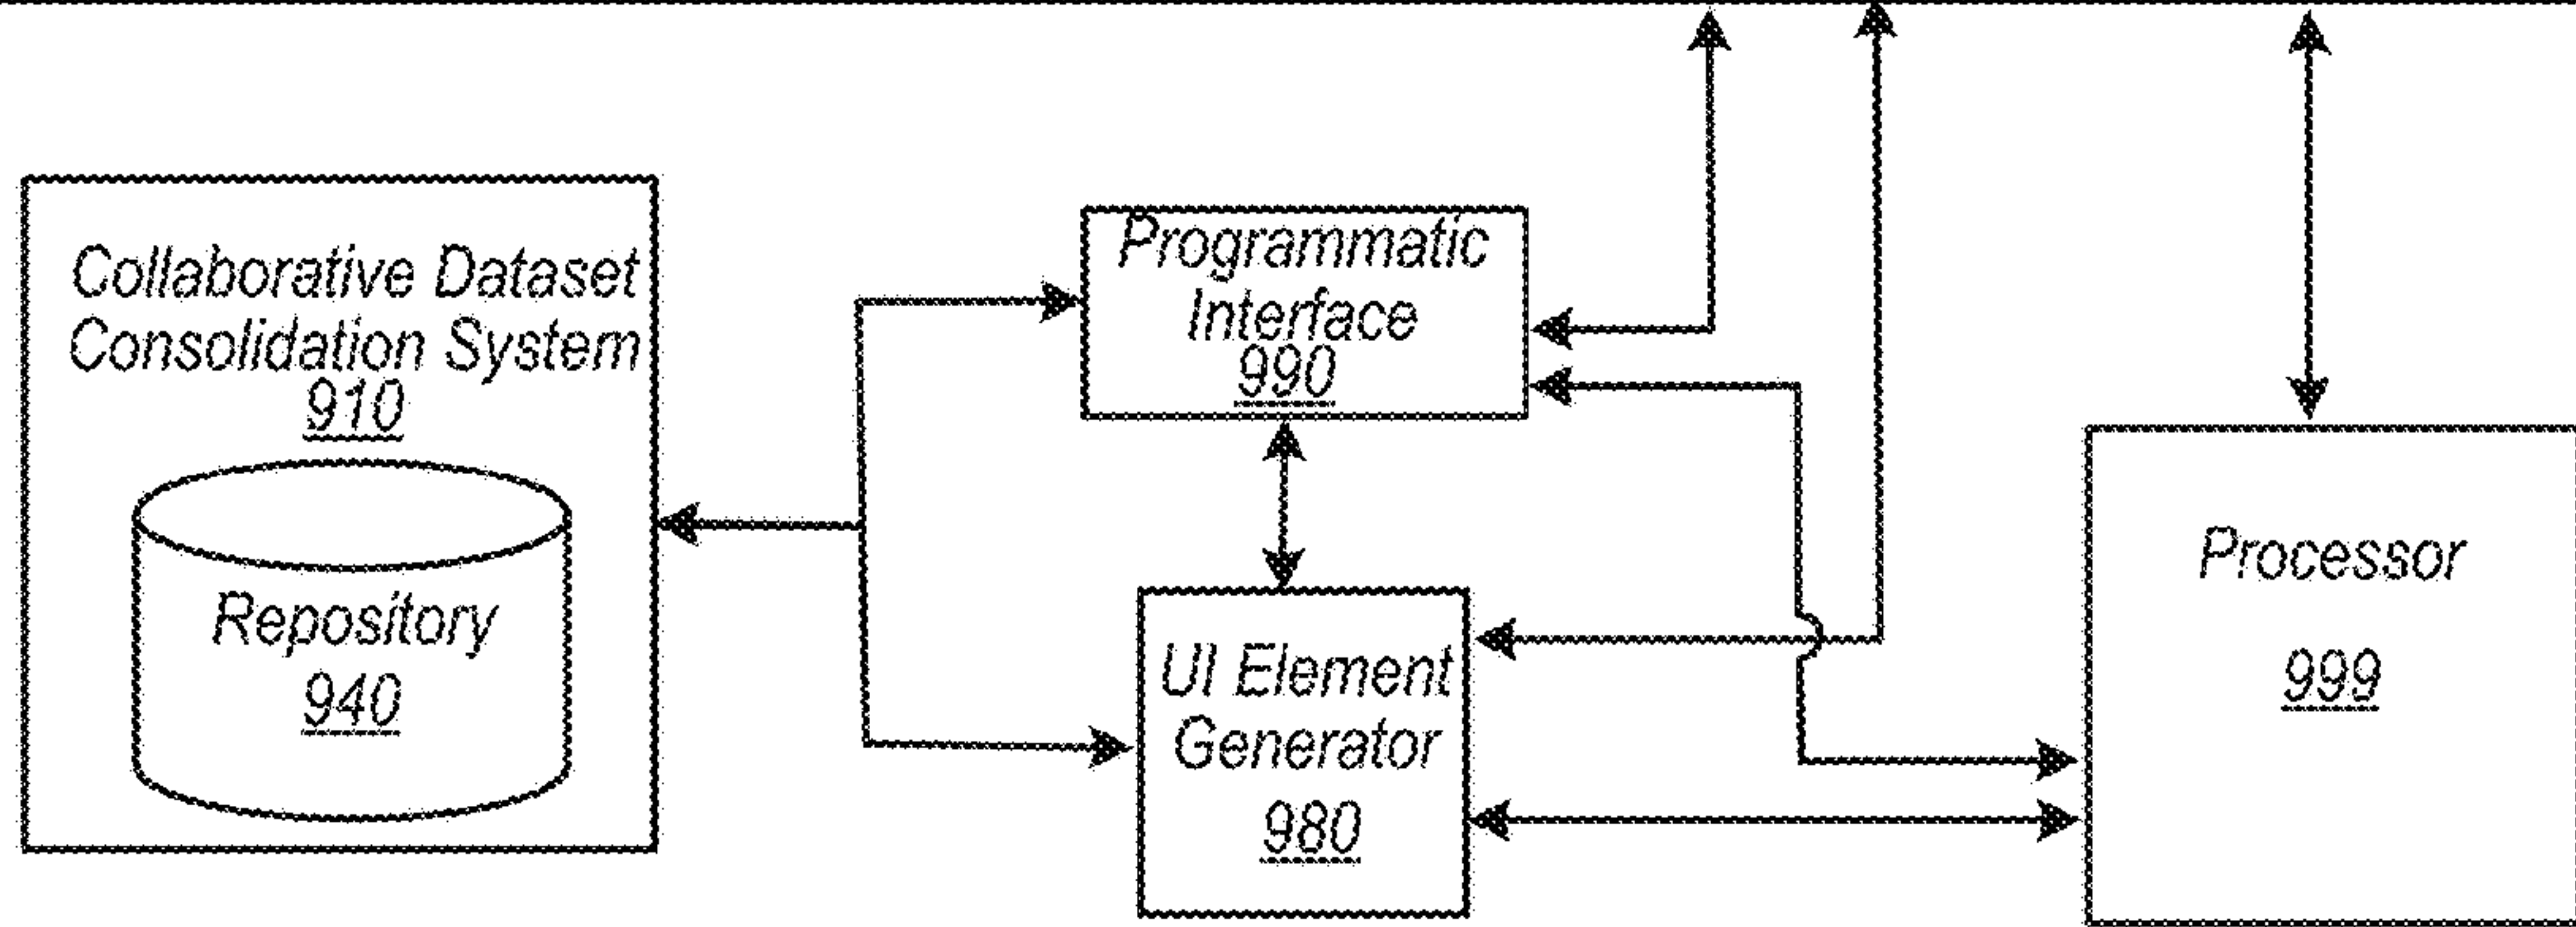 Collaborative Dataset
Consolidation System
910
Repository
940
Programmatic
Interface
990
UI Element
Generator
980
Processor
999